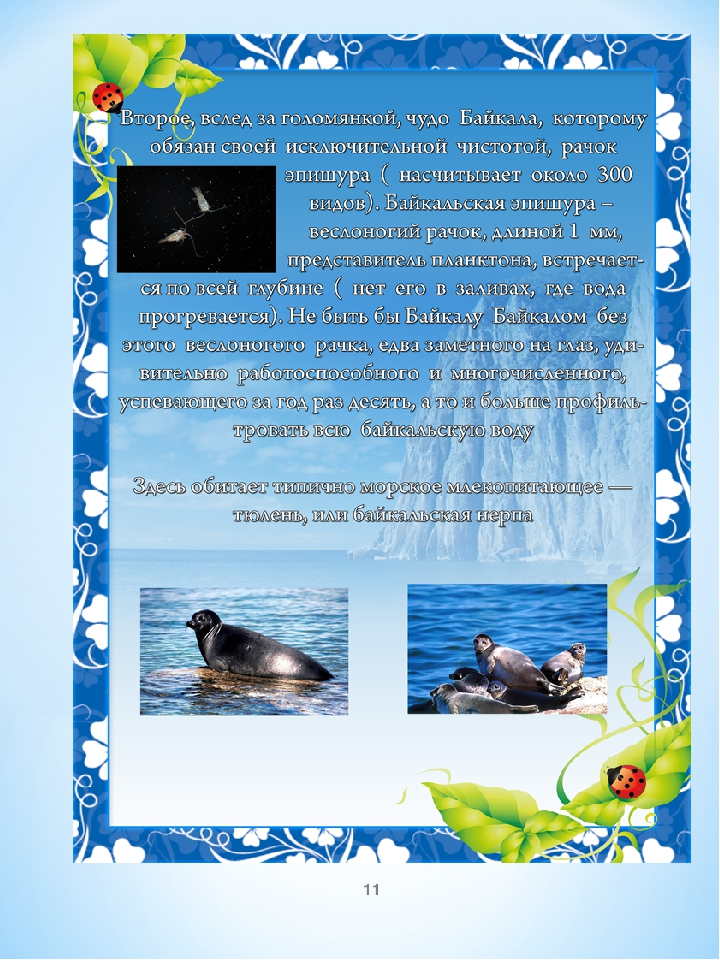 Второе, вслед за голомянкой, чудо Байкала, которому
обязан своей исключительной чистотой, рачок
эпишура ( насчитывает около 300
видов). Байкальская эпишура –
веслоногий рачок, длиной 1 мм,
представитель планктона, встречает-
ся по всей глубине ( нет его в заливах, где вода
прогревается). Не быть бы Байкалу Байкалом без
этого веслоногого рачка, едва заметного на глаз, уди-
вительно работоспособного и многочисленного,
успевающего за год раз десять, а то и больше профиль-
тровать всю байкальскую воду
Здесь обитает типично морское млекопитающее —
тюлень, или байкальская нерпа
11